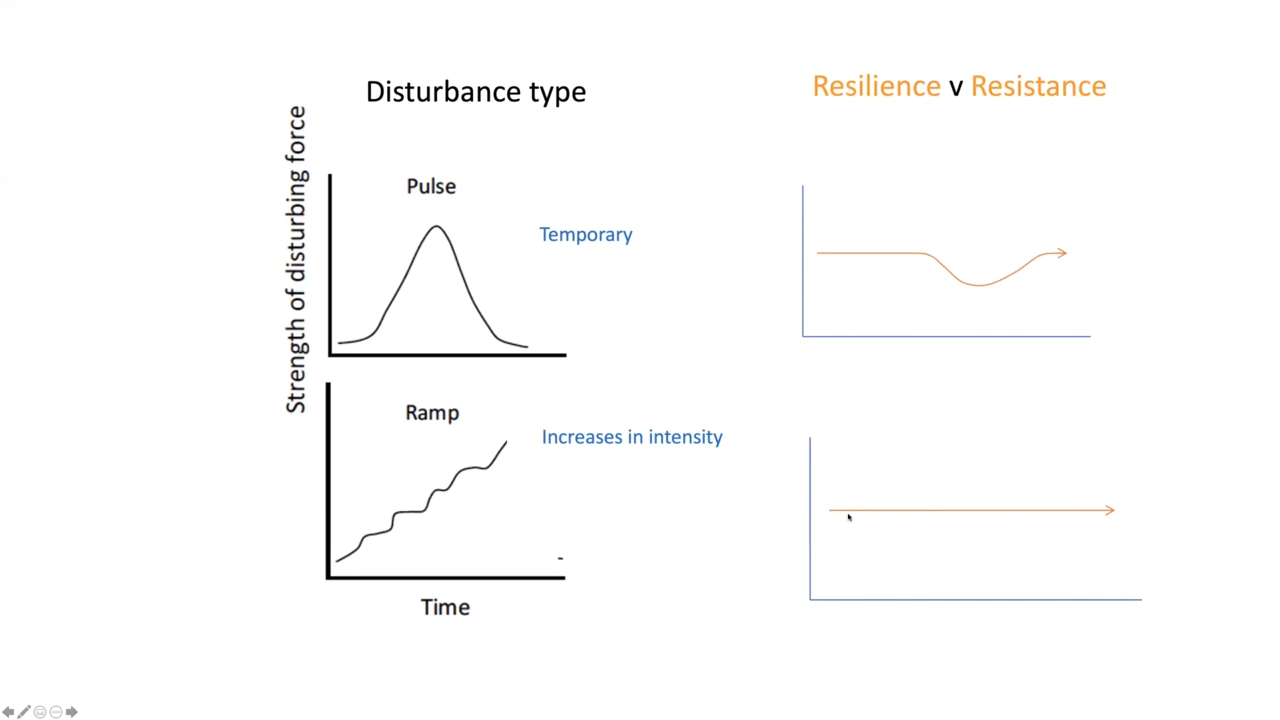 Disturbance type
Resilience v Resistance
Strength of disturbing force
Pulse
Temporary
Ramp
Increases in intensity
Time